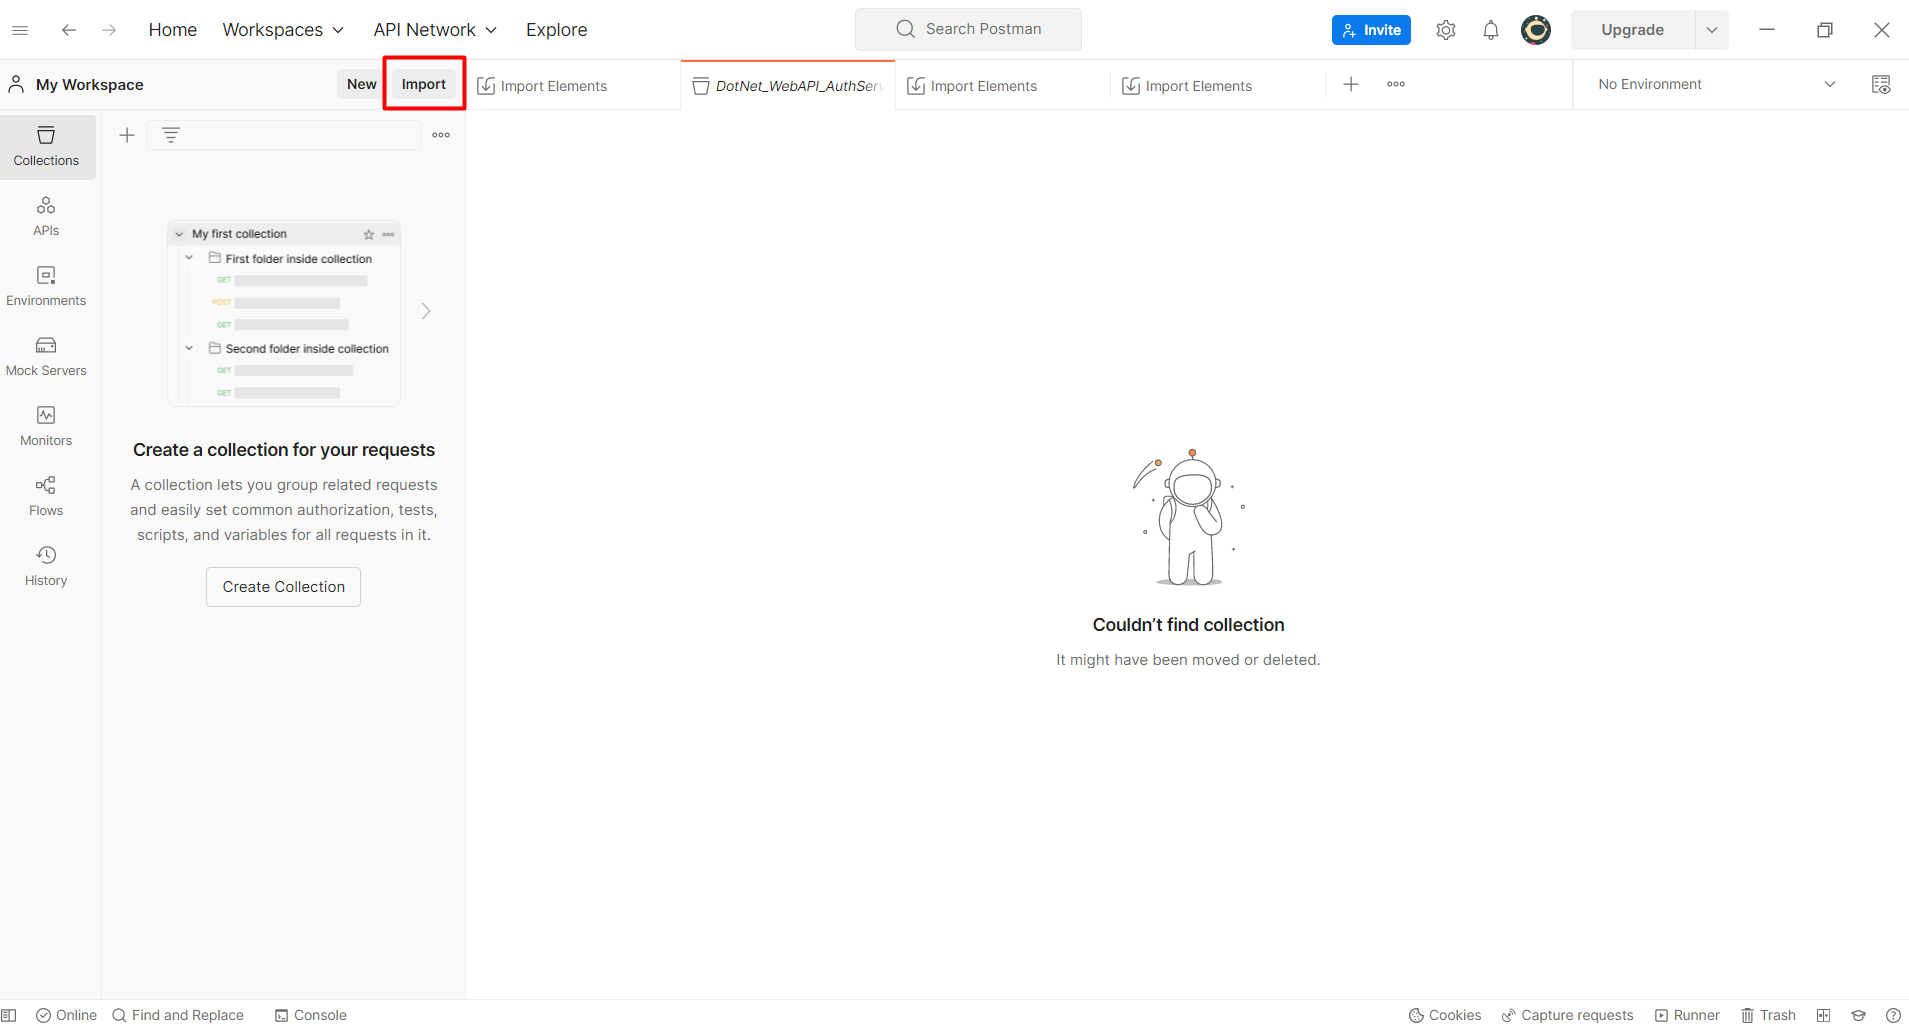 Home Workspaces API Network Explore Search Postman Invite Upgrade
My Workspace New Import Import Elements DotNet_WebAPI_AuthServ Import Elements Import Elements No Environment
Collections
APIs
Environments
Mock Servers
Monitors
Flows
History
My first collection
First folder inside collection
GET
POST
GET
Second folder inside collection
GET
GET
Create a collection for your requests
A collection lets you group related requests
and easily set common authorization, tests,
scripts, and variables for all requests in it.
Create Collection
Couldn’t find collection
It might have been moved or deleted.
Online Find and Replace Console Cookies Capture requests Runner Trash